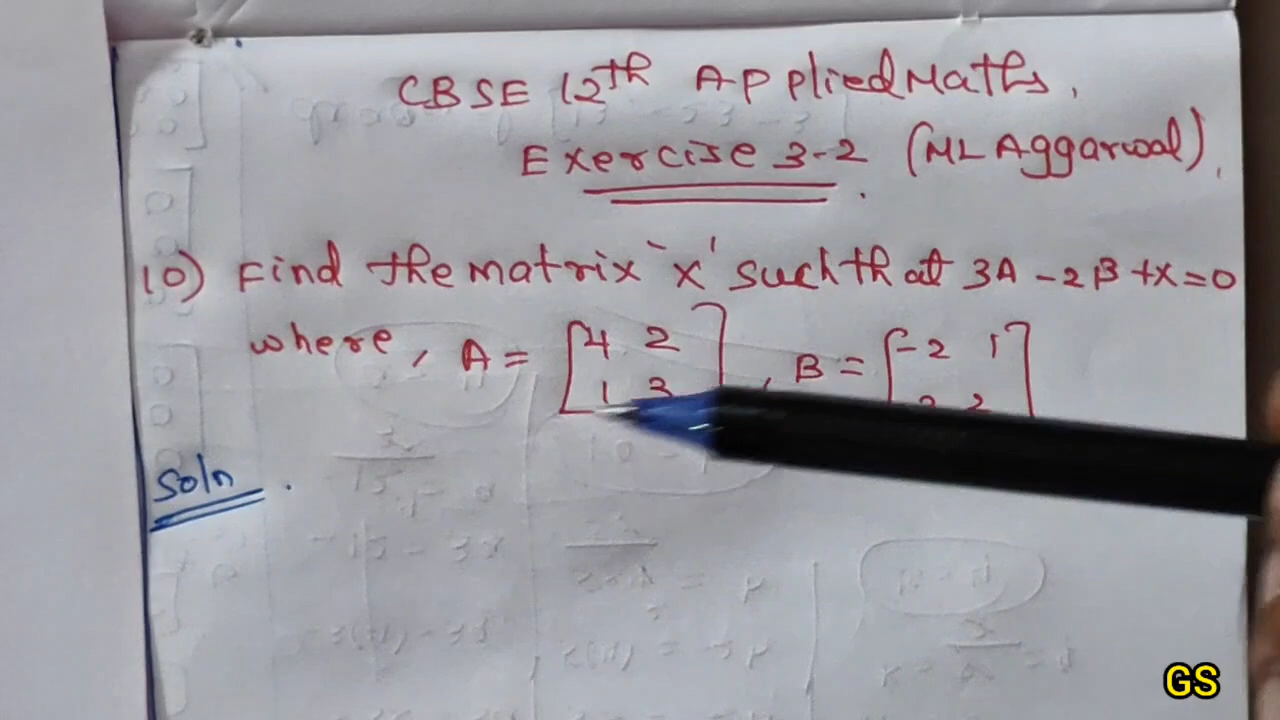 CBSE 12th Applied Maths,
Exercise 3-2 (ML Aggarwal),
10) Find the matrix 'x' such that 3A - 2B + x = 0
where, A = [4 2 , B = [-2 1]
1 3
Soln.
GS